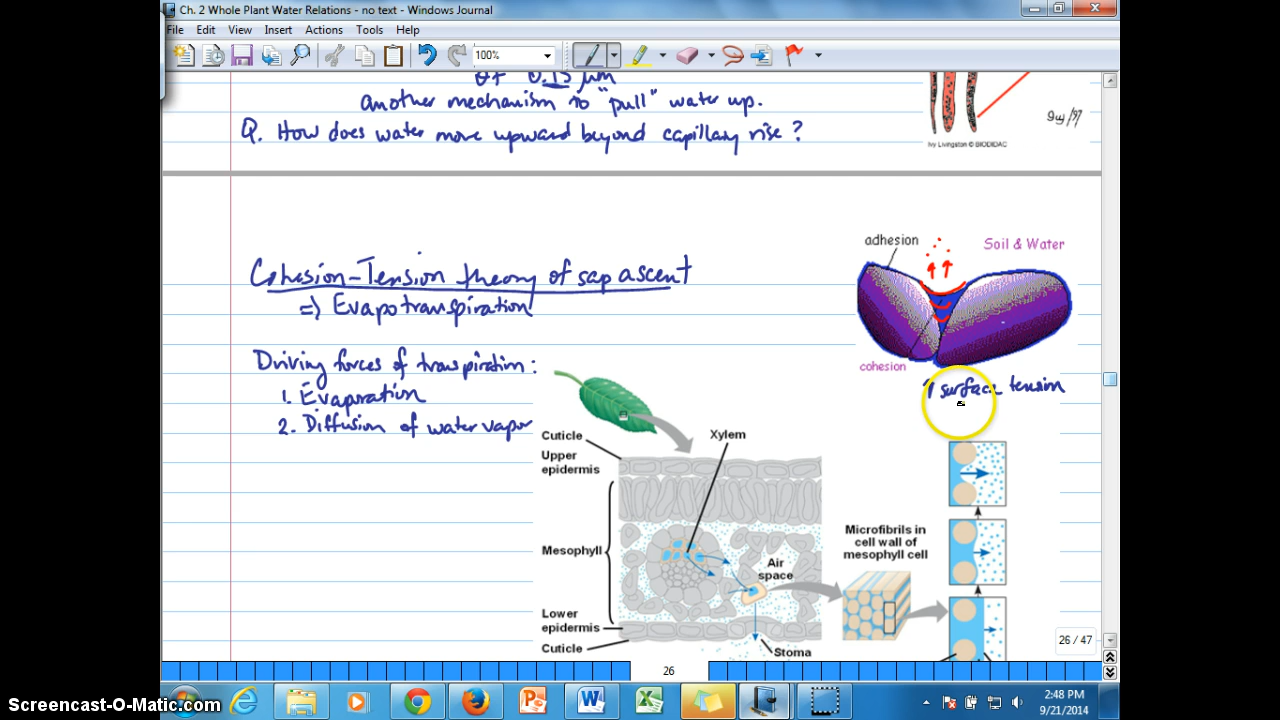 Ch. 2 Whole Plant Water Relations - no text - Windows Journal
File Edit View Insert Actions Tools Help
100%
of 0.15 μm
another mechanism to "pull" water up.
Q. How does water move upward beyond capillary rise?
Ivy Livingston © BIODIDAC
Cohesion-Tension theory of sap ascent
⇒ Evapotranspiration
adhesion
Soil & Water
cohesion
↑ surface tension
Driving forces of transpiration:
1. Evaporation
2. Diffusion of water vapor
Cuticle
Upper
epidermis
Xylem
Mesophyll
Air
space
Microfibrils in
cell wall of
mesophyll cell
Lower
epidermis
Cuticle
Stoma
26 / 47
26
Screencast-O-Matic.com
2:48 PM
9/21/2014